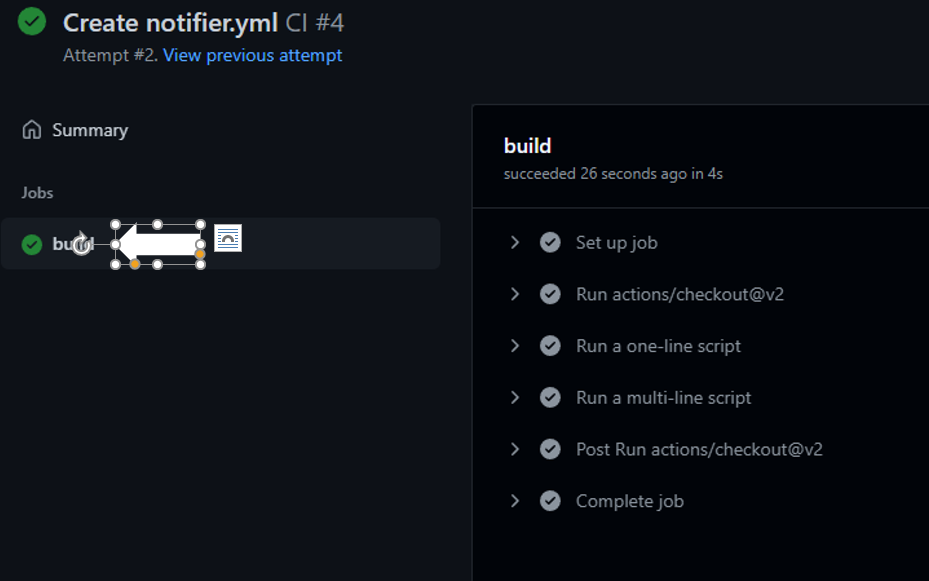 Create notifier.yml CI #4
Attempt #2. View previous attempt
Summary
Jobs
build
build
succeeded 26 seconds ago in 4s
Set up job
Run actions/checkout@v2
Run a one-line script
Run a multi-line script
Post Run actions/checkout@v2
Complete job